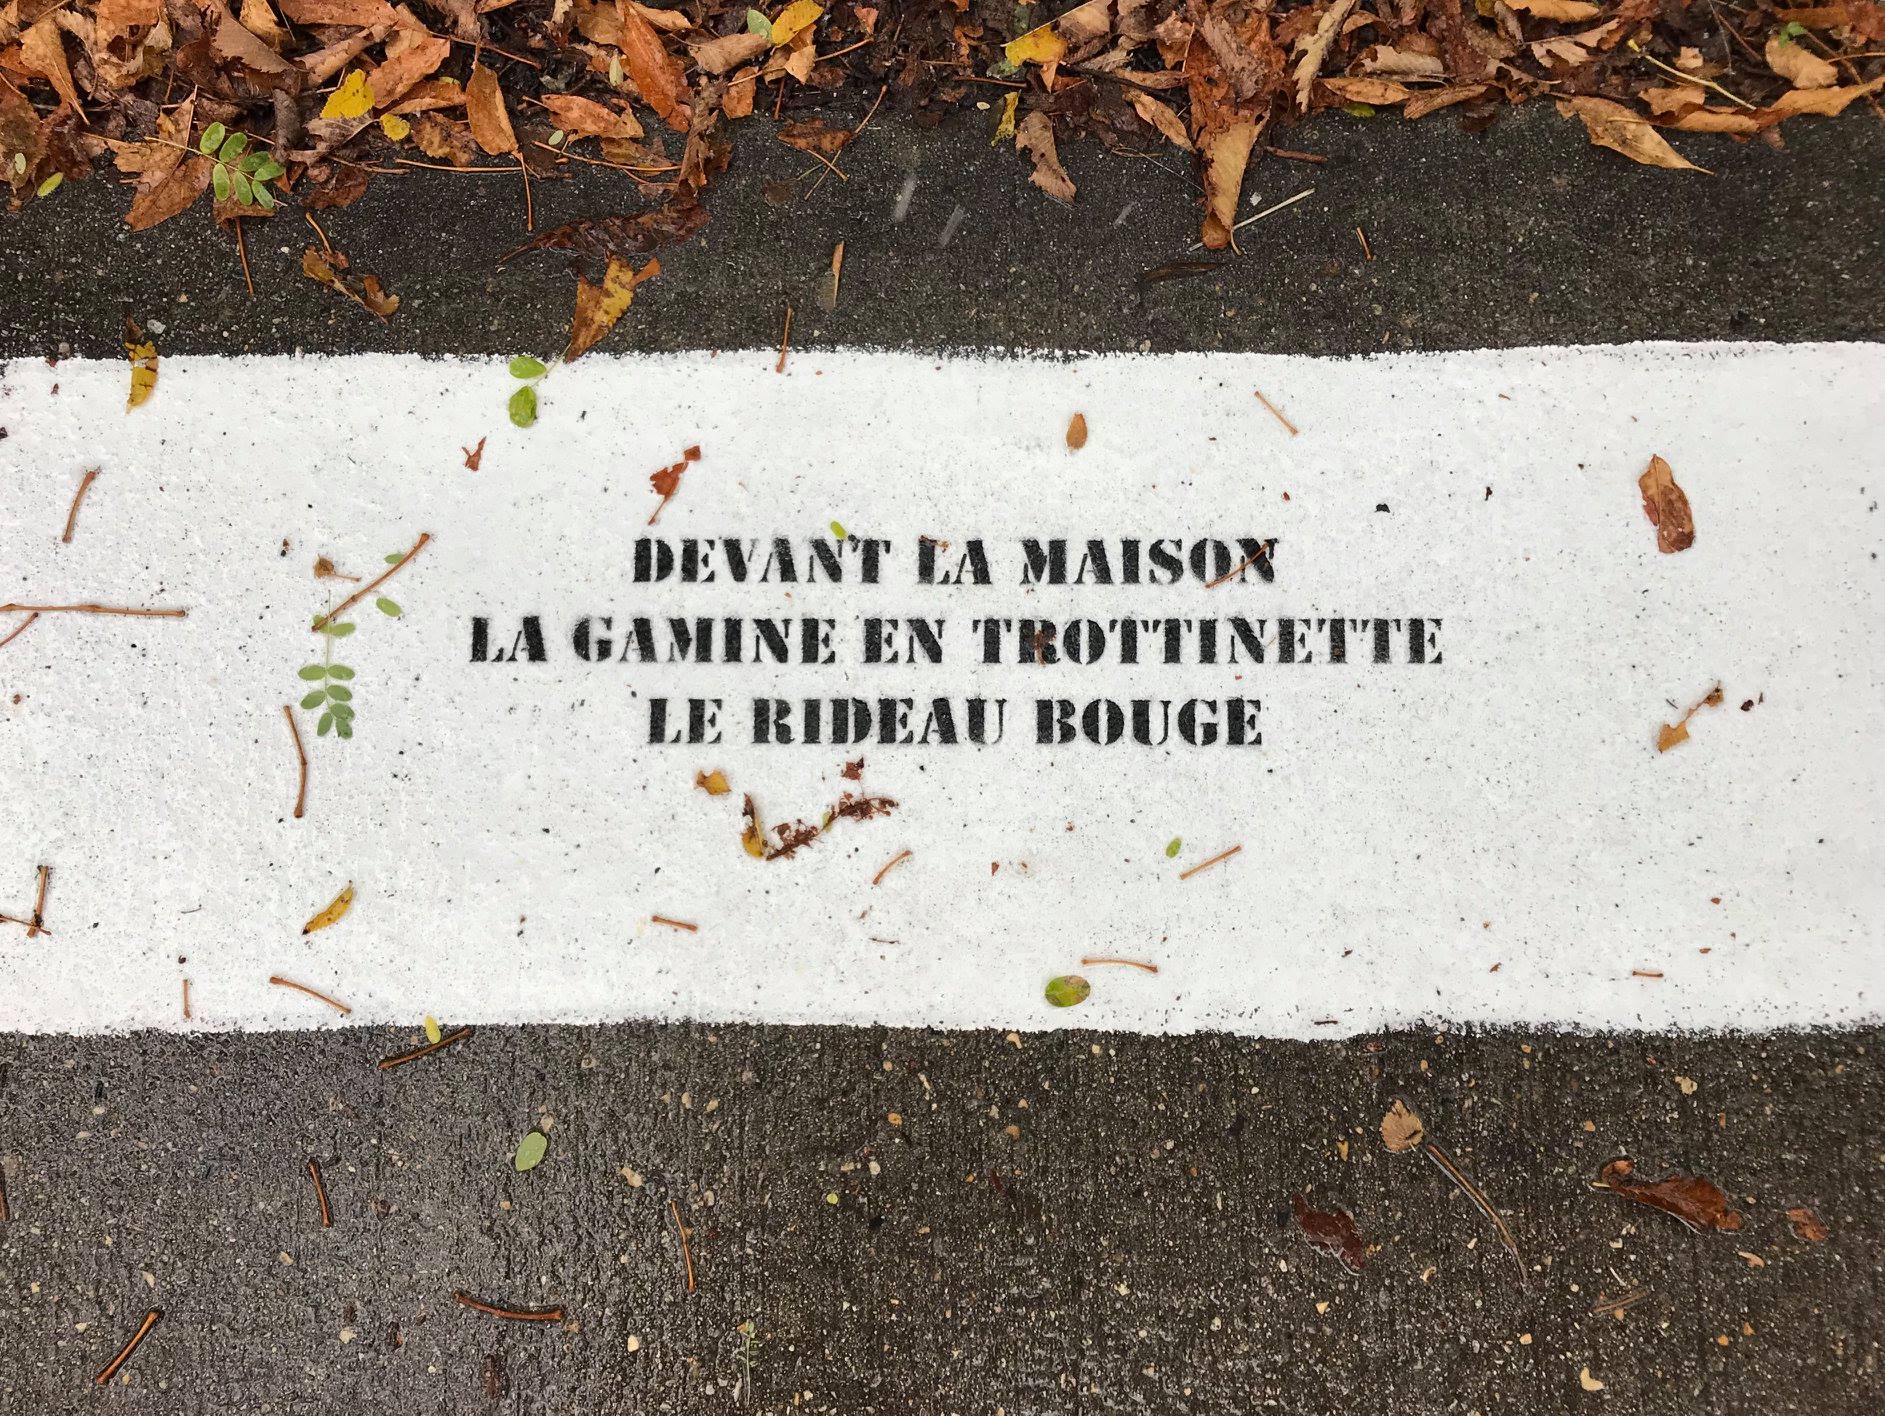 DEVANT LA MAISON
LA GAMINE EN TROTTINETTE
LE RIDEAU BOUGE